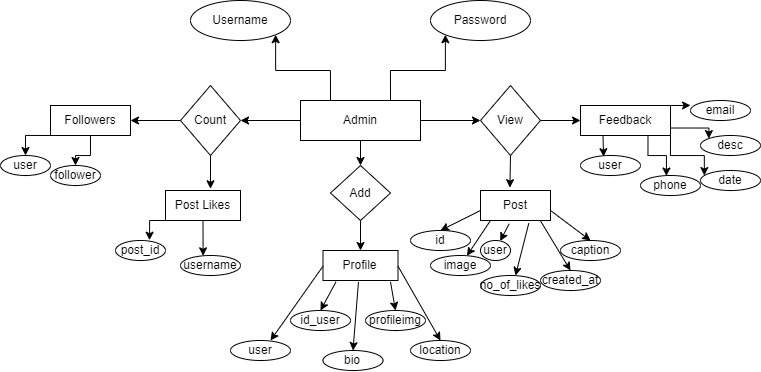 Username
Password
Followers
Count
Admin
View
Feedback
email
desc
user
follower
user
phone
date
Post Likes
Add
Post
post_id
username
id
image
user
no_of_likes
created_at
caption
Profile
user
id_user
bio
profileimg
location